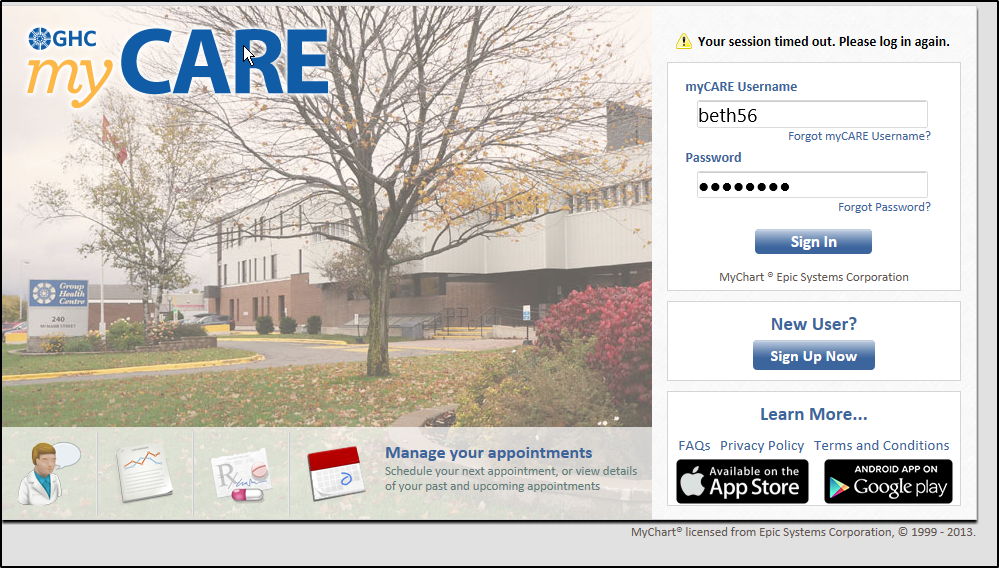 GHC
my CARE
Group
Health
Centre
240
McNABB STREET
Rx
Manage your appointments
Schedule your next appointment, or view details
of your past and upcoming appointments
Your session timed out. Please log in again.
myCARE Username
beth56
Forgot myCARE Username?
Password
●●●●●●●●
Forgot Password?
Sign In
MyChart ® Epic Systems Corporation
New User?
Sign Up Now
Learn More...
FAQs Privacy Policy Terms and Conditions
Available on the
App Store
ANDROID APP ON
Google play
MyChart® licensed from Epic Systems Corporation, © 1999 - 2013.